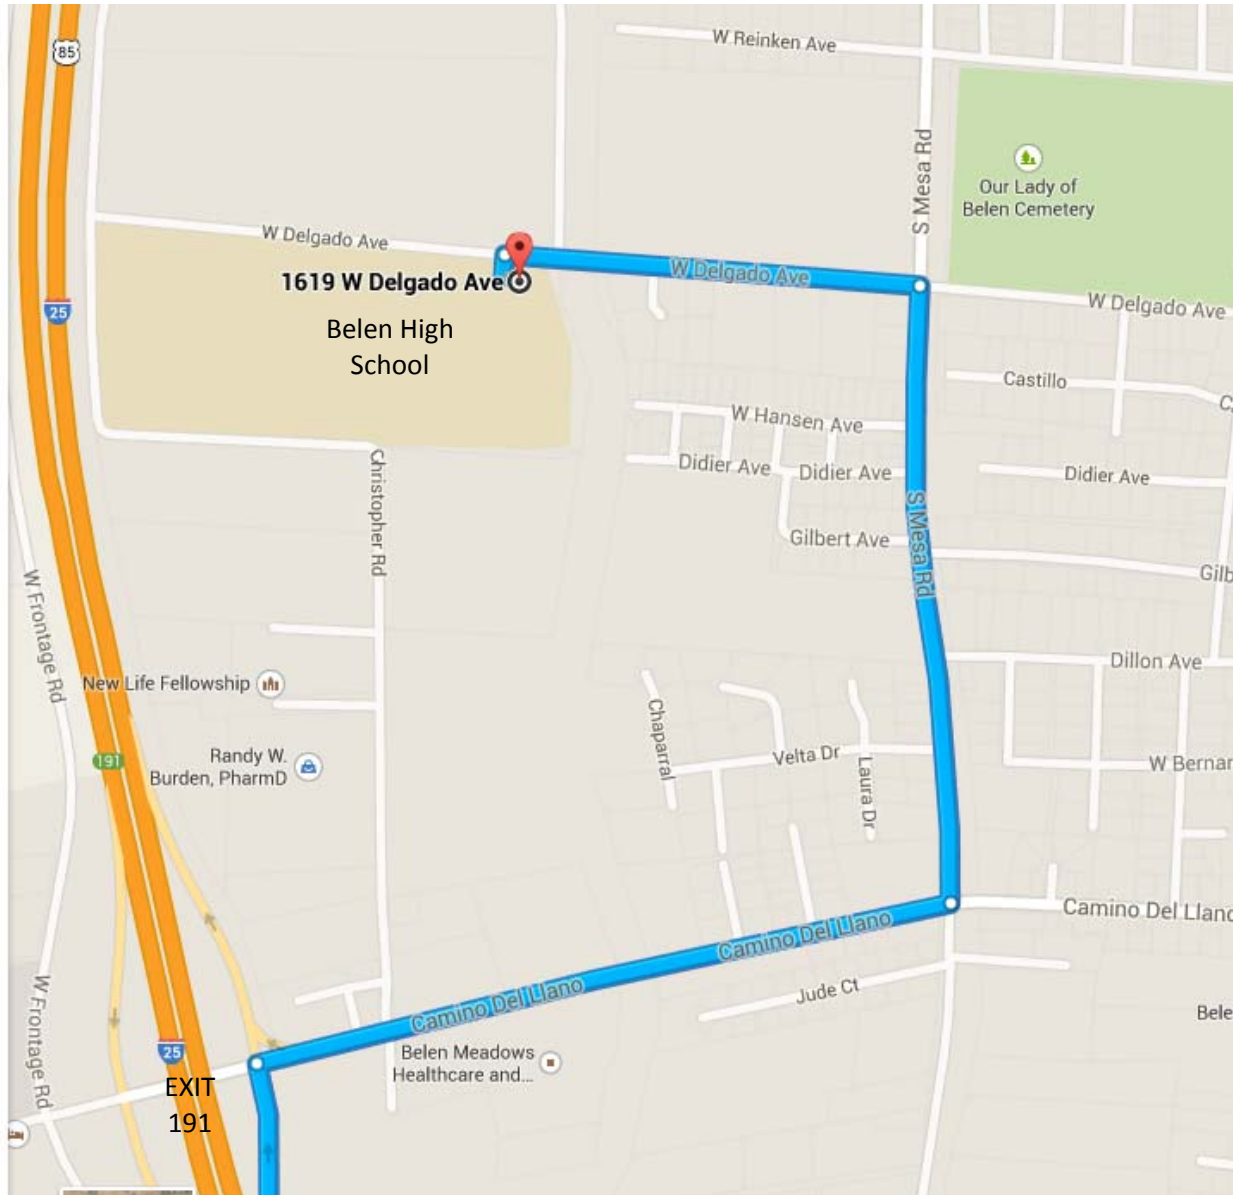 W Reinken Ave
85
S Mesa Rd
Our Lady of
Belen Cemetery
W Delgado Ave
W Delgado Ave
1619 W Delgado Ave
W Delgado Ave
25
Belen High
School
Castillo
W Hansen Ave
Didier Ave
Didier Ave
Didier Ave
Christopher Rd
S Mesa Rd
Gilbert Ave
Gilb
W Frontage Rd
Dillon Ave
New Life Fellowship
Chaparral
Randy W.
Burden, PharmD
191
Velta Dr
Laura Dr
W Bernar
Camino Del Llano
Camino Del Llano
Camino Del Llano
Jude Ct
W Frontage Rd
Bele
25
Belen Meadows
Healthcare and...
EXIT
191